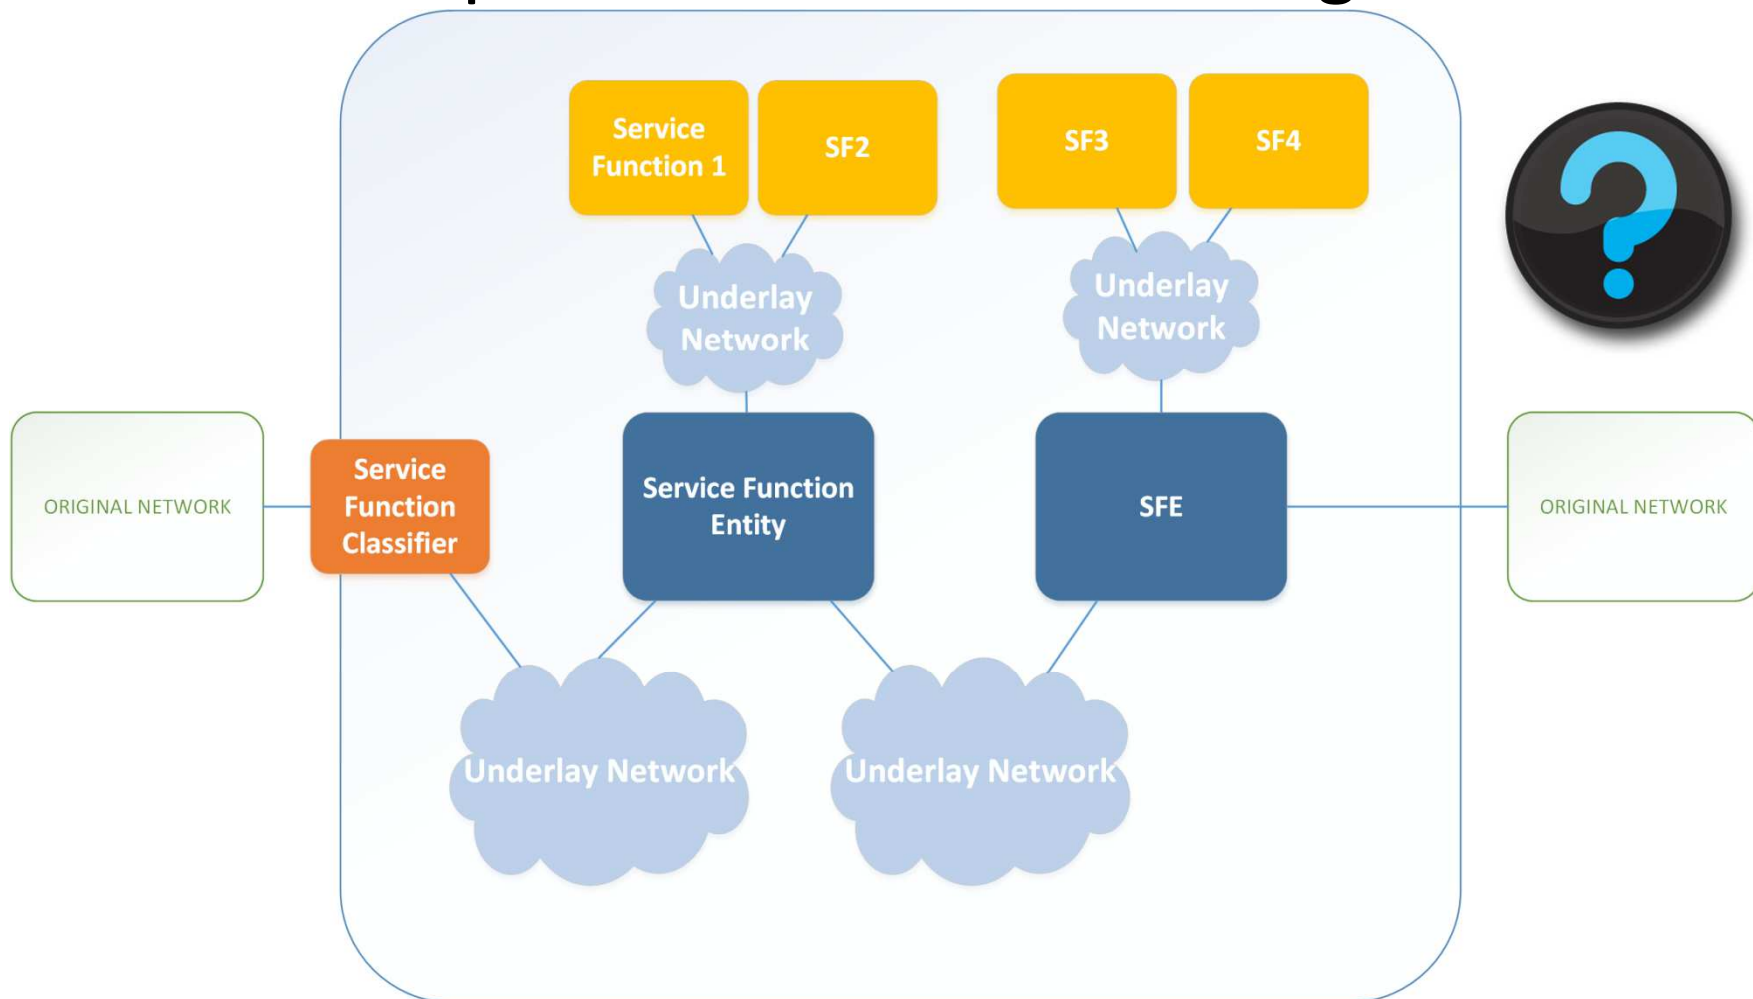 Service
Function 1
SF2
SF3
SF4
Underlay
Network
Underlay
Network
ORIGINAL NETWORK
Service
Function
Classifier
Service Function
Entity
SFE
ORIGINAL NETWORK
Underlay Network
Underlay Network